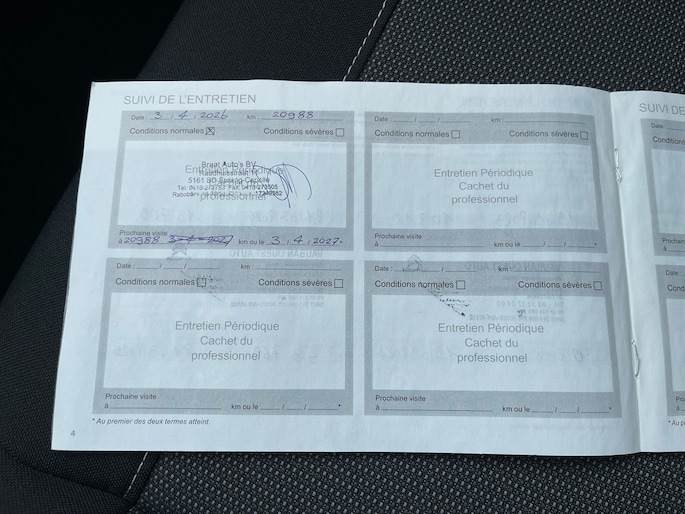 SUIVI DE L'ENTRETIEN
SUIVI DE
Date : 3 / 4 / 2026 km 20988
Conditions normales ☒ Conditions sévères ☐
Entretien Périodique
professionnel
Braat Auto's BV
Raadhuisstraat
5161 BD Sprang-Capelle
Prochaine visite
à 20988 km ou le 3 / 4 / 2027
Date : / / km
Conditions normales ☐ Conditions sévères ☐
Entretien Périodique
Cachet du
professionnel
Prochaine visite
à km ou le / / *
Date : / / km
Conditions normales ☐ Conditions sévères ☐
Entretien Périodique
Cachet du
professionnel
Prochaine visite
à km ou le / / *
Date : / / km
Conditions normales ☐ Conditions sévères ☐
Entretien Périodique
Cachet du
professionnel
Prochaine visite
à km ou le / / *
* Au premier des deux termes atteint.
4